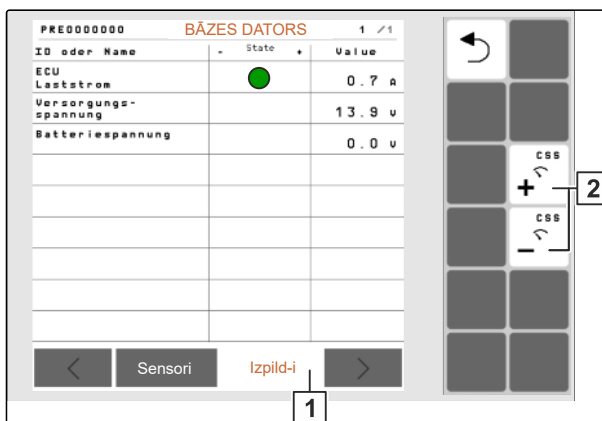 PRE0000000 BĀZES DATORS 1 /1
ID oder Name - State + Value
ECU
Laststrom 0.7 A
Versorgungs-
spannung 13.9 V
Batteriespannung 0.0 V
CSS
+
2
CSS
–
< Sensori Izpild-i >
1